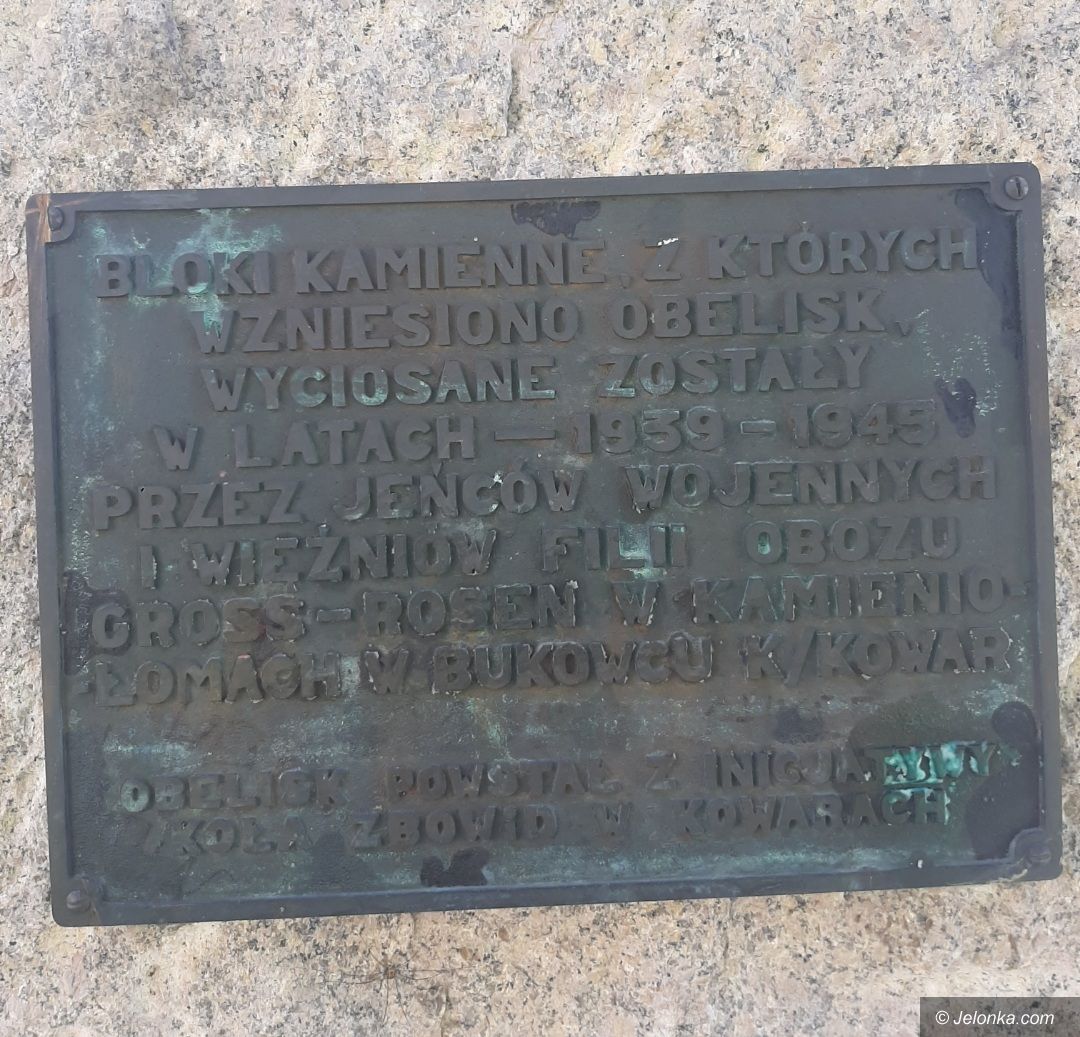 BLOKI KAMIENNE, Z KTÓRYCH
WZNIESIONO OBELISK,
WYCIOSANE ZOSTAŁY
W LATACH — 1939 - 1945
PRZEZ JEŃCÓW WOJENNYCH
I WIĘŹNIÓW FILII OBOZU
GROSS-ROSEN W KAMIENIO-
-ŁOMACH W BUKOWCU K/KOWAR
OBELISK POWSTAŁ Z INICJATYWY
KOŁA ZBOWiD W KOWARACH
© Jelonka.com